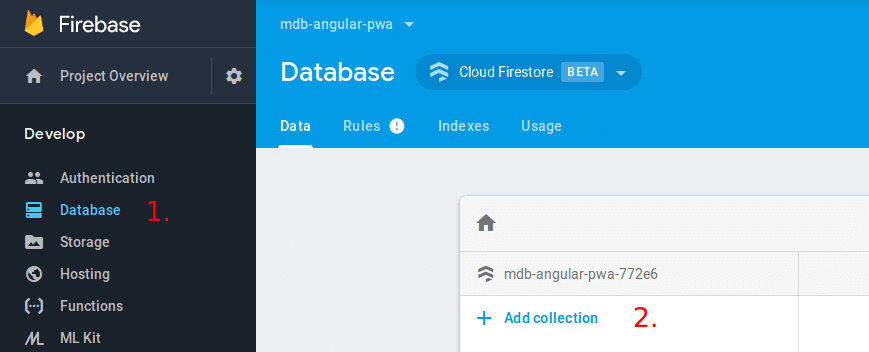 Firebase
Project Overview
Develop
Authentication
Database 1.
Storage
Hosting
Functions
ML Kit
mdb-angular-pwa
Database Cloud Firestore BETA
Data Rules ! Indexes Usage
mdb-angular-pwa-772e6
+ Add collection 2.